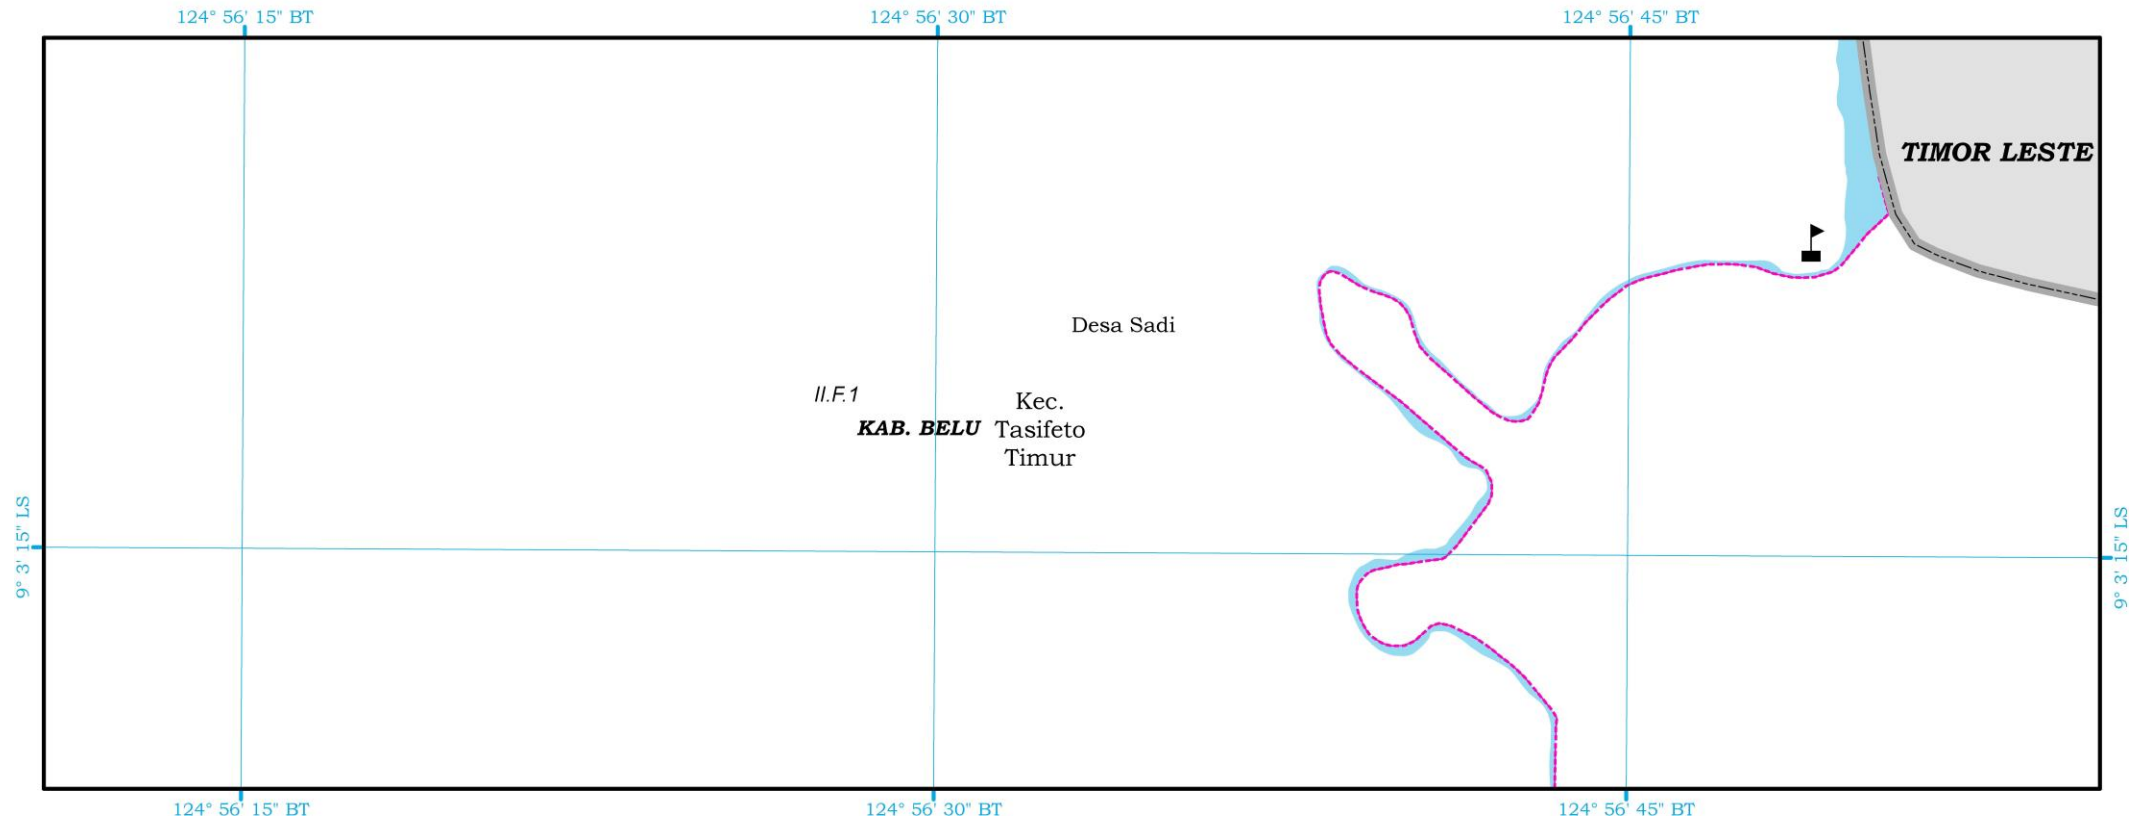 124° 56' 15" BT
124° 56' 30" BT
124° 56' 45" BT
TIMOR LESTE
Desa Sadi
II.F.1
KAB. BELU
Kec.
Tasifeto
Timur
9° 3' 15" LS
9° 3' 15" LS
124° 56' 15" BT
124° 56' 30" BT
124° 56' 45" BT